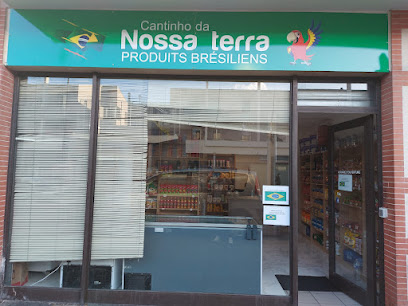 Cantinho da
Nossa terra
PRODUITS BRÉSILIENS